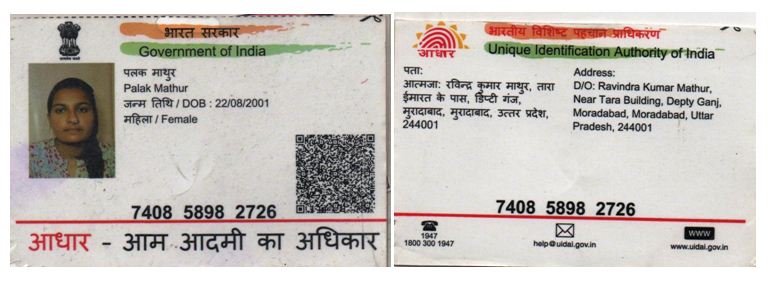 भारत सरकार
Government of India
पलक माथुर
Palak Mathur
जन्म तिथि / DOB : 22/08/2001
महिला / Female
7408 5898 2726
आधार - आम आदमी का अधिकार
भारतीय विशिष्ट पहचान प्राधिकरण
Unique Identification Authority of India
आधार
पता:
आत्मजा: रविन्द्र कुमार माथुर, तारा
ईमारत के पास, डिप्टी गंज,
मुरादाबाद, मुरादाबाद, उत्तर प्रदेश,
244001
Address:
D/O: Ravindra Kumar Mathur,
Near Tara Building, Depty Ganj,
Moradabad, Moradabad, Uttar
Pradesh, 244001
7408 5898 2726
1947
1800 300 1947
help@uidai.gov.in
WWW
www.uidai.gov.in